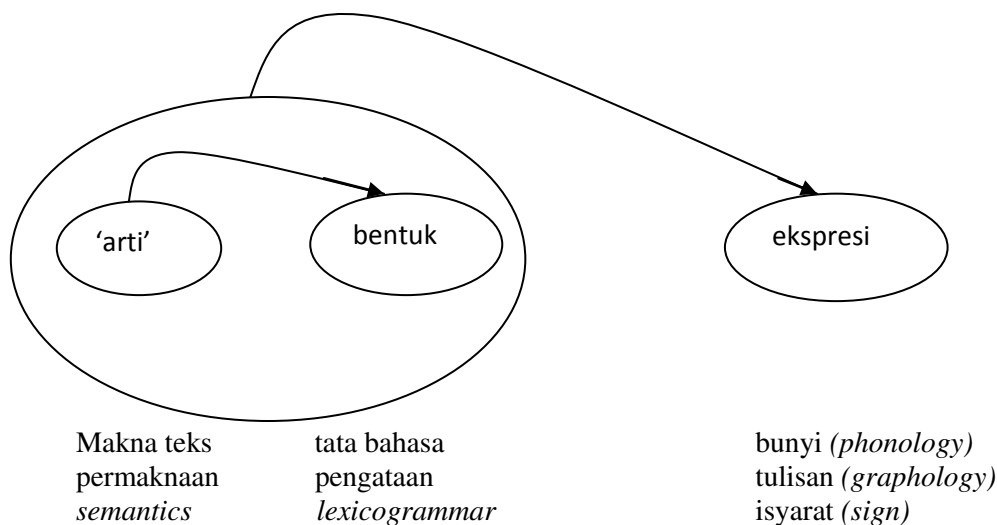 ‘arti’
bentuk
ekspresi
Makna teks
permaknaan
semantics
tata bahasa
pengataan
lexicogrammar
bunyi (phonology)
tulisan (graphology)
isyarat (sign)